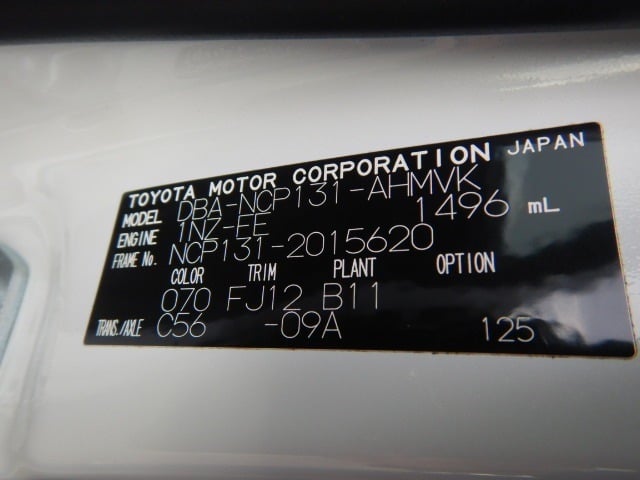 TOYOTA MOTOR CORPORATION JAPAN
MODEL DBA-NCP131-AHMVK
ENGINE 1NZ-FE 1496 mL
FRAME No. NCP131-2015620
COLOR TRIM PLANT OPTION
070 FJ12 B11
TRANS./AXLE C56 -09A 125